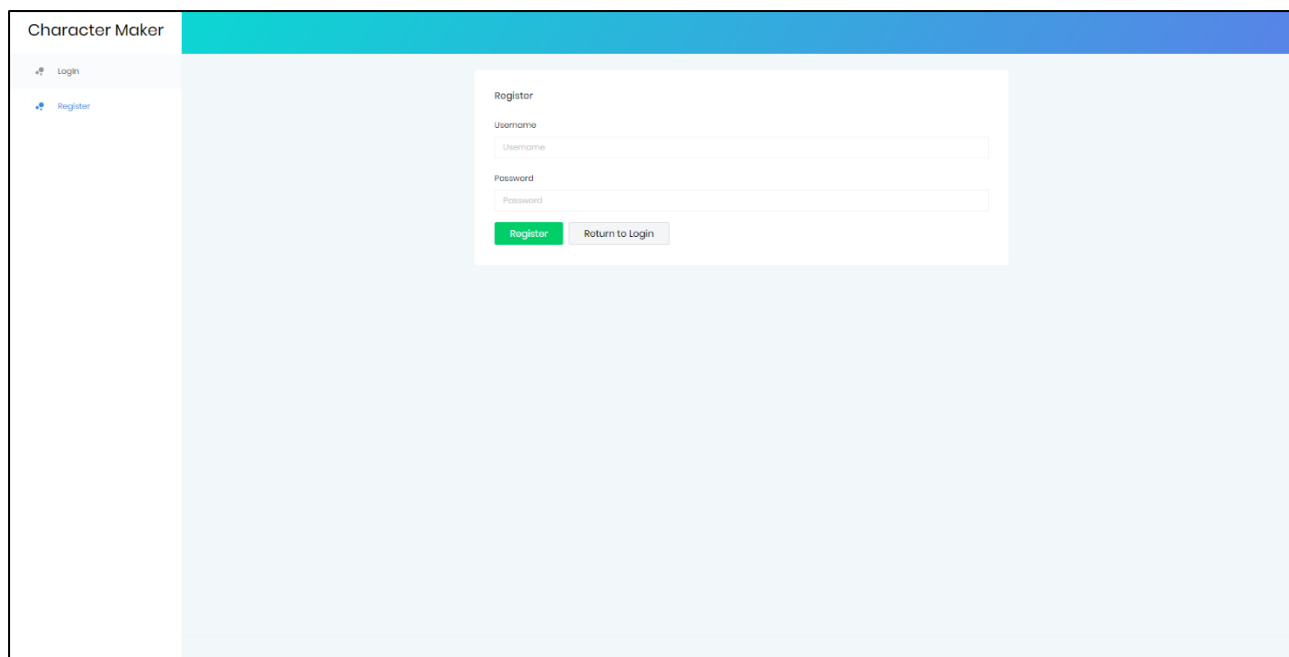 Character Maker
LogIn
Register
Register
Username
Username
Password
Password
Register Return to Login